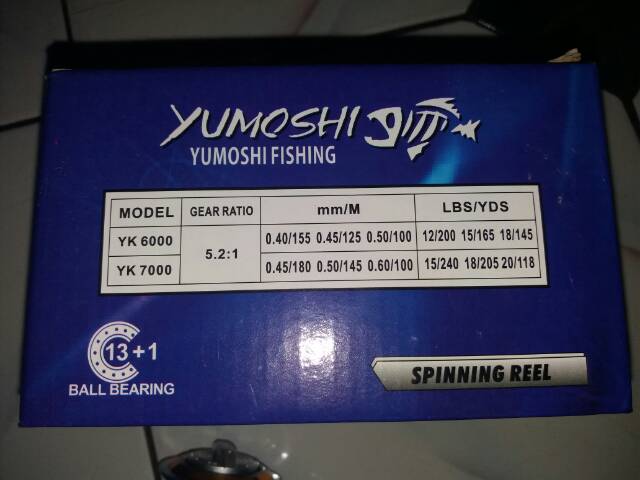 YUMOSHI
YUMOSHI FISHING
MODEL GEAR RATIO mm/M LBS/YDS
YK 6000 5.2:1 0.40/155 0.45/125 0.50/100 12/200 15/165 18/145
YK 7000 0.45/180 0.50/145 0.60/100 15/240 18/205 20/118
13+1
BALL BEARING
SPINNING REEL